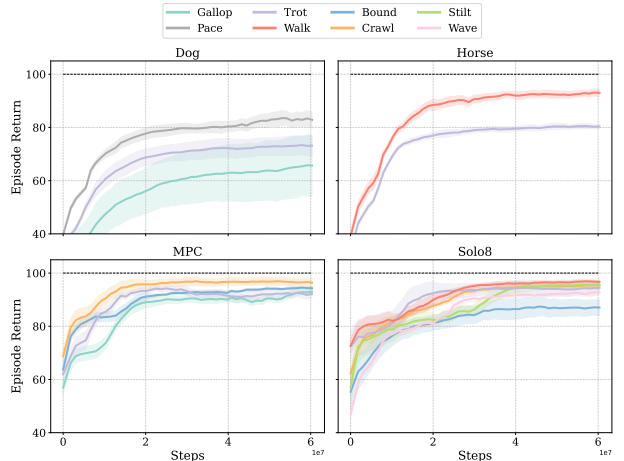 Gallop Trot Bound Stilt
Pace Walk Crawl Wave
Dog Horse
100
80
60
40
Episode Return
MPC Solo8
100
80
60
40
Episode Return
0 2 4 6 0 2 4 6
1e7 1e7
Steps Steps